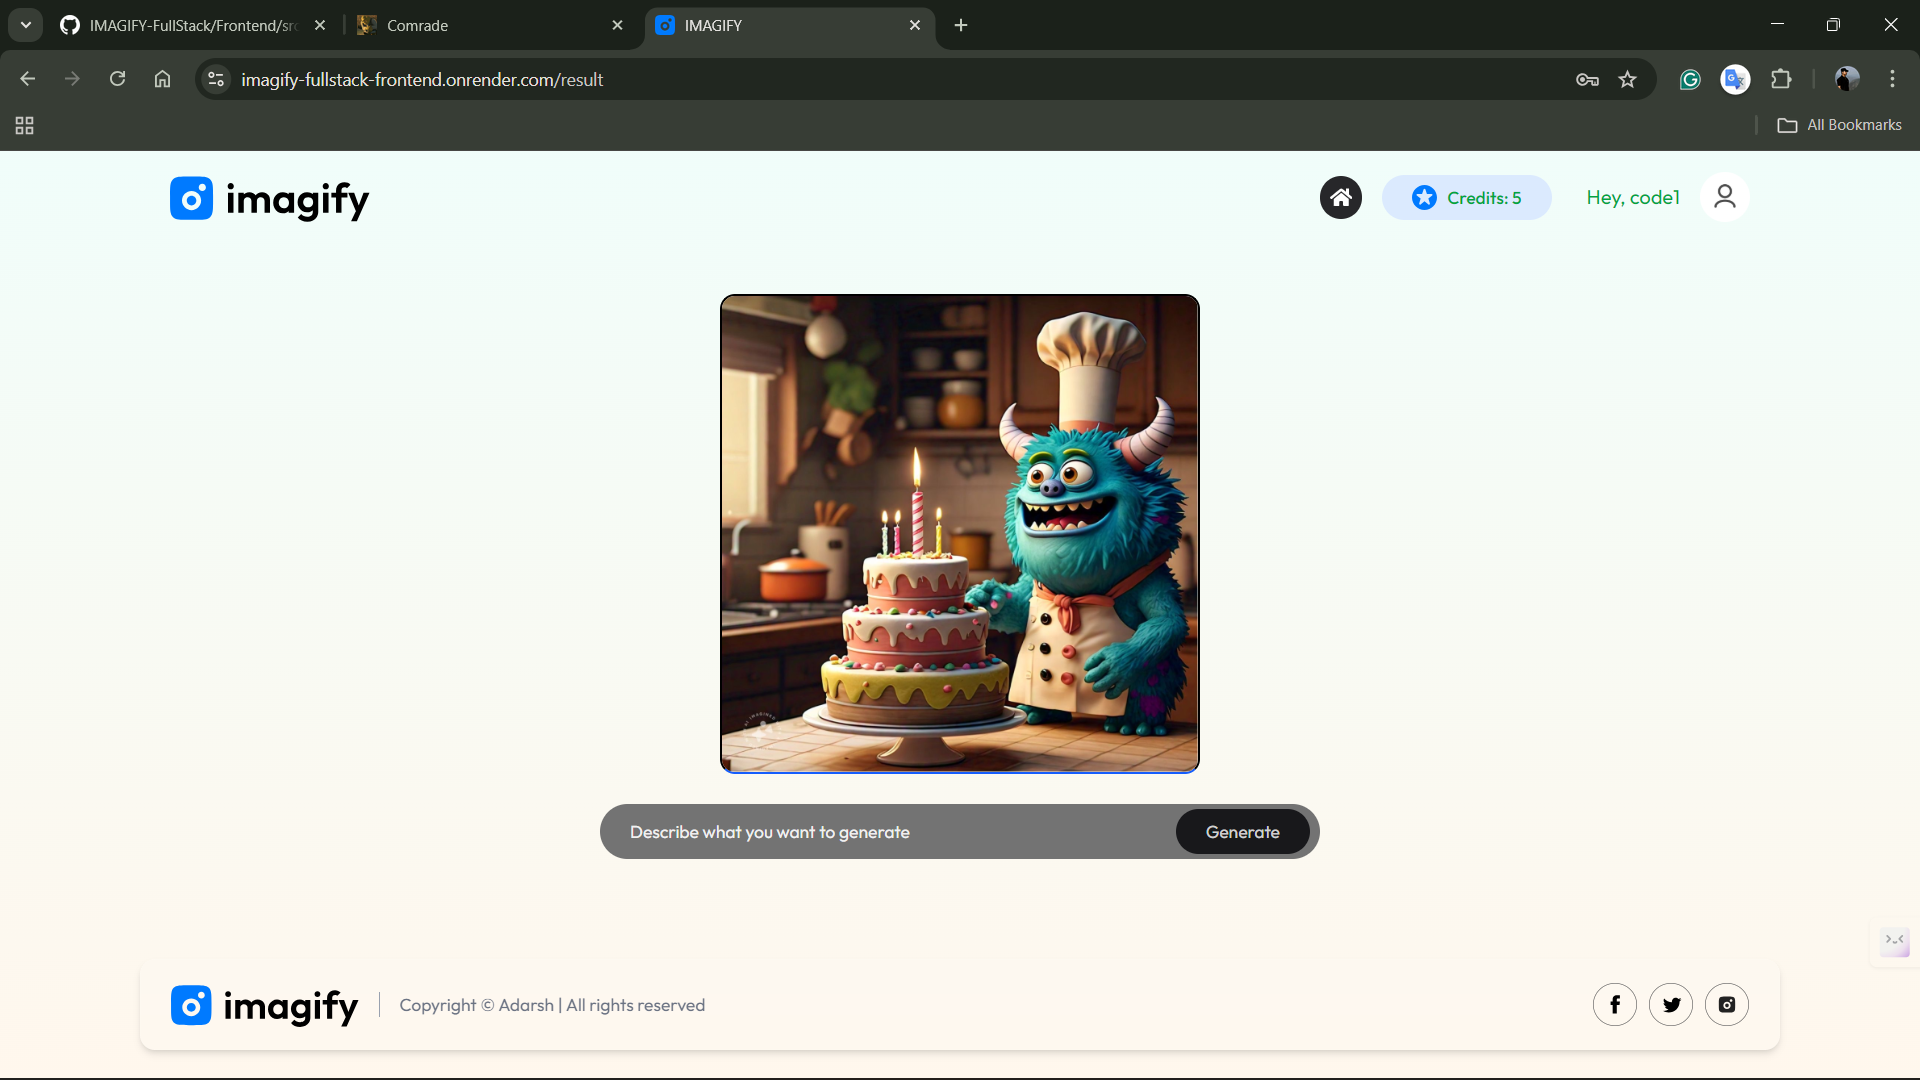 IMAGIFY-FullStack/Frontend/src
Comrade
IMAGIFY
imagify-fullstack-frontend.onrender.com/result
All Bookmarks
imagify
Credits: 5
Hey, code1
Describe what you want to generate
Generate
imagify
Copyright © Adarsh | All rights reserved